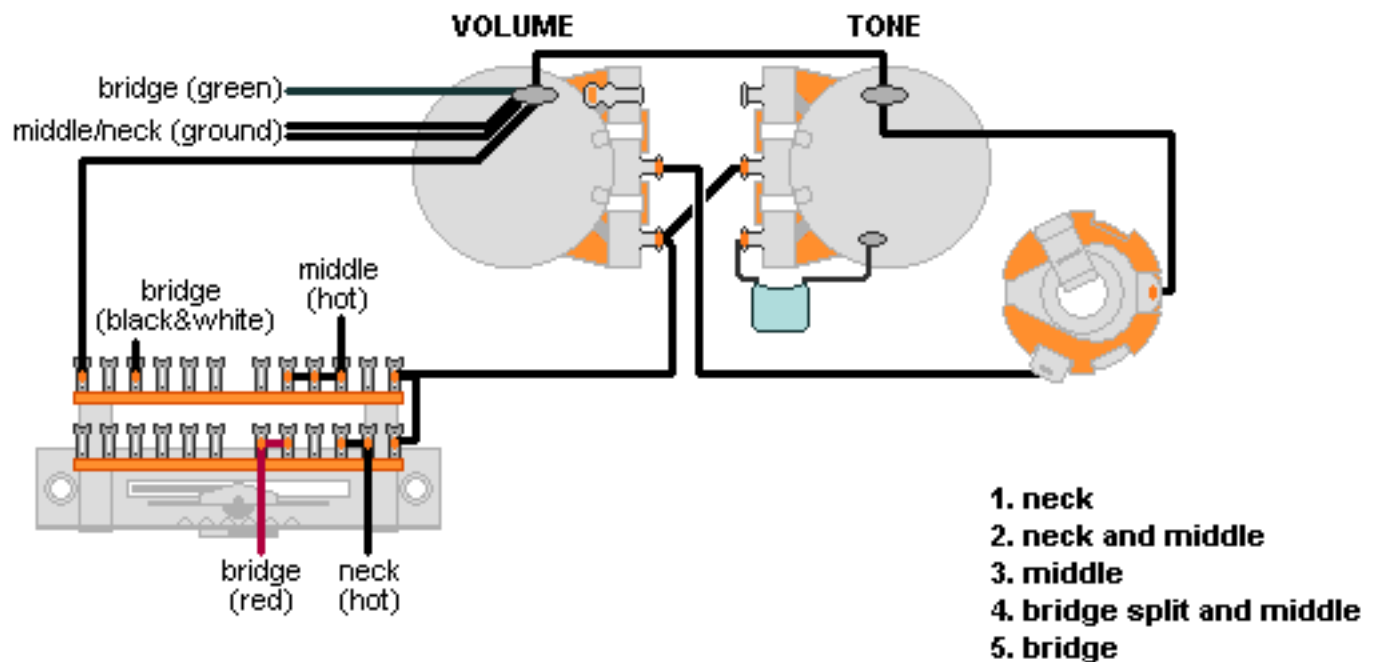 VOLUME
TONE
bridge (green)
middle/neck (ground)
middle
(hot)
bridge
(black&white)
bridge
(red)
neck
(hot)
1. neck
2. neck and middle
3. middle
4. bridge split and middle
5. bridge